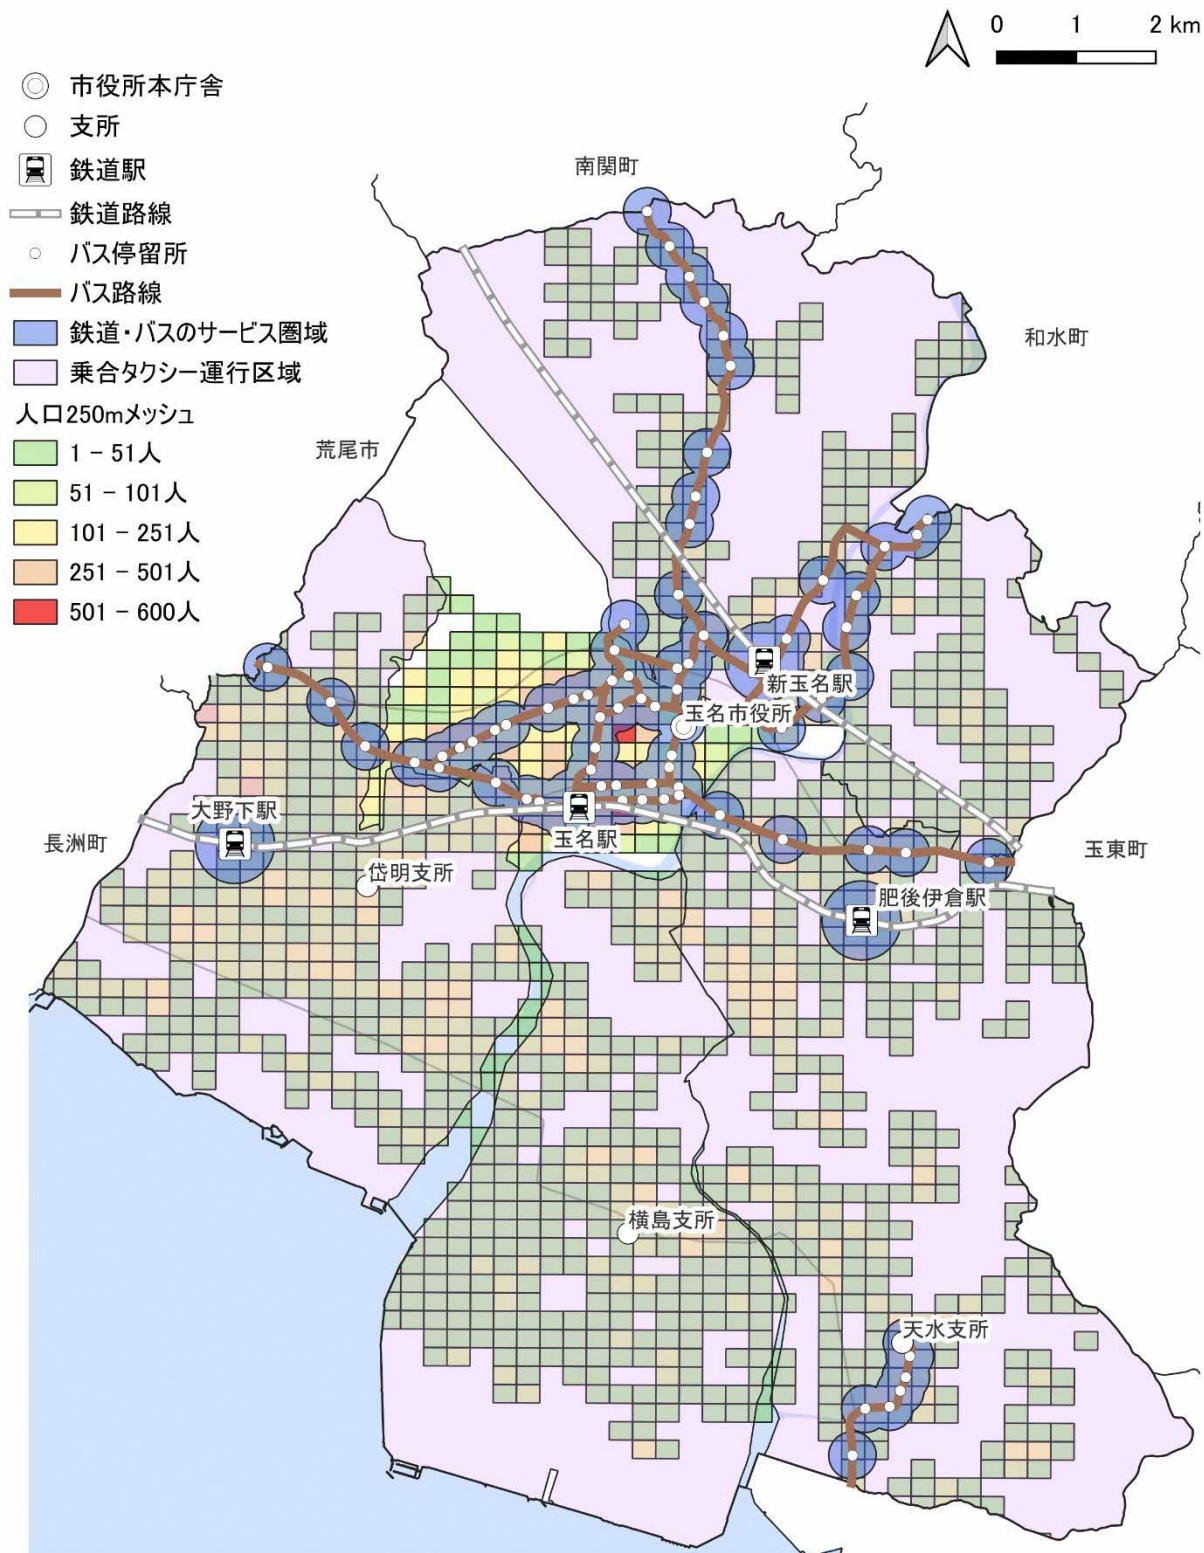 0 1 2 km
市役所本庁舎
支所
鉄道駅
鉄道路線
バス停留所
バス路線
鉄道・バスのサービス圏域
乗合タクシー運行区域
人口250mメッシュ
1 - 51人
51 - 101人
101 - 251人
251 - 501人
501 - 600人
南関町
和水町
荒尾市
新玉名駅
玉名市役所
大野下駅
長洲町
玉名駅
玉東町
岱明支所
肥後伊倉駅
横島支所
天水支所